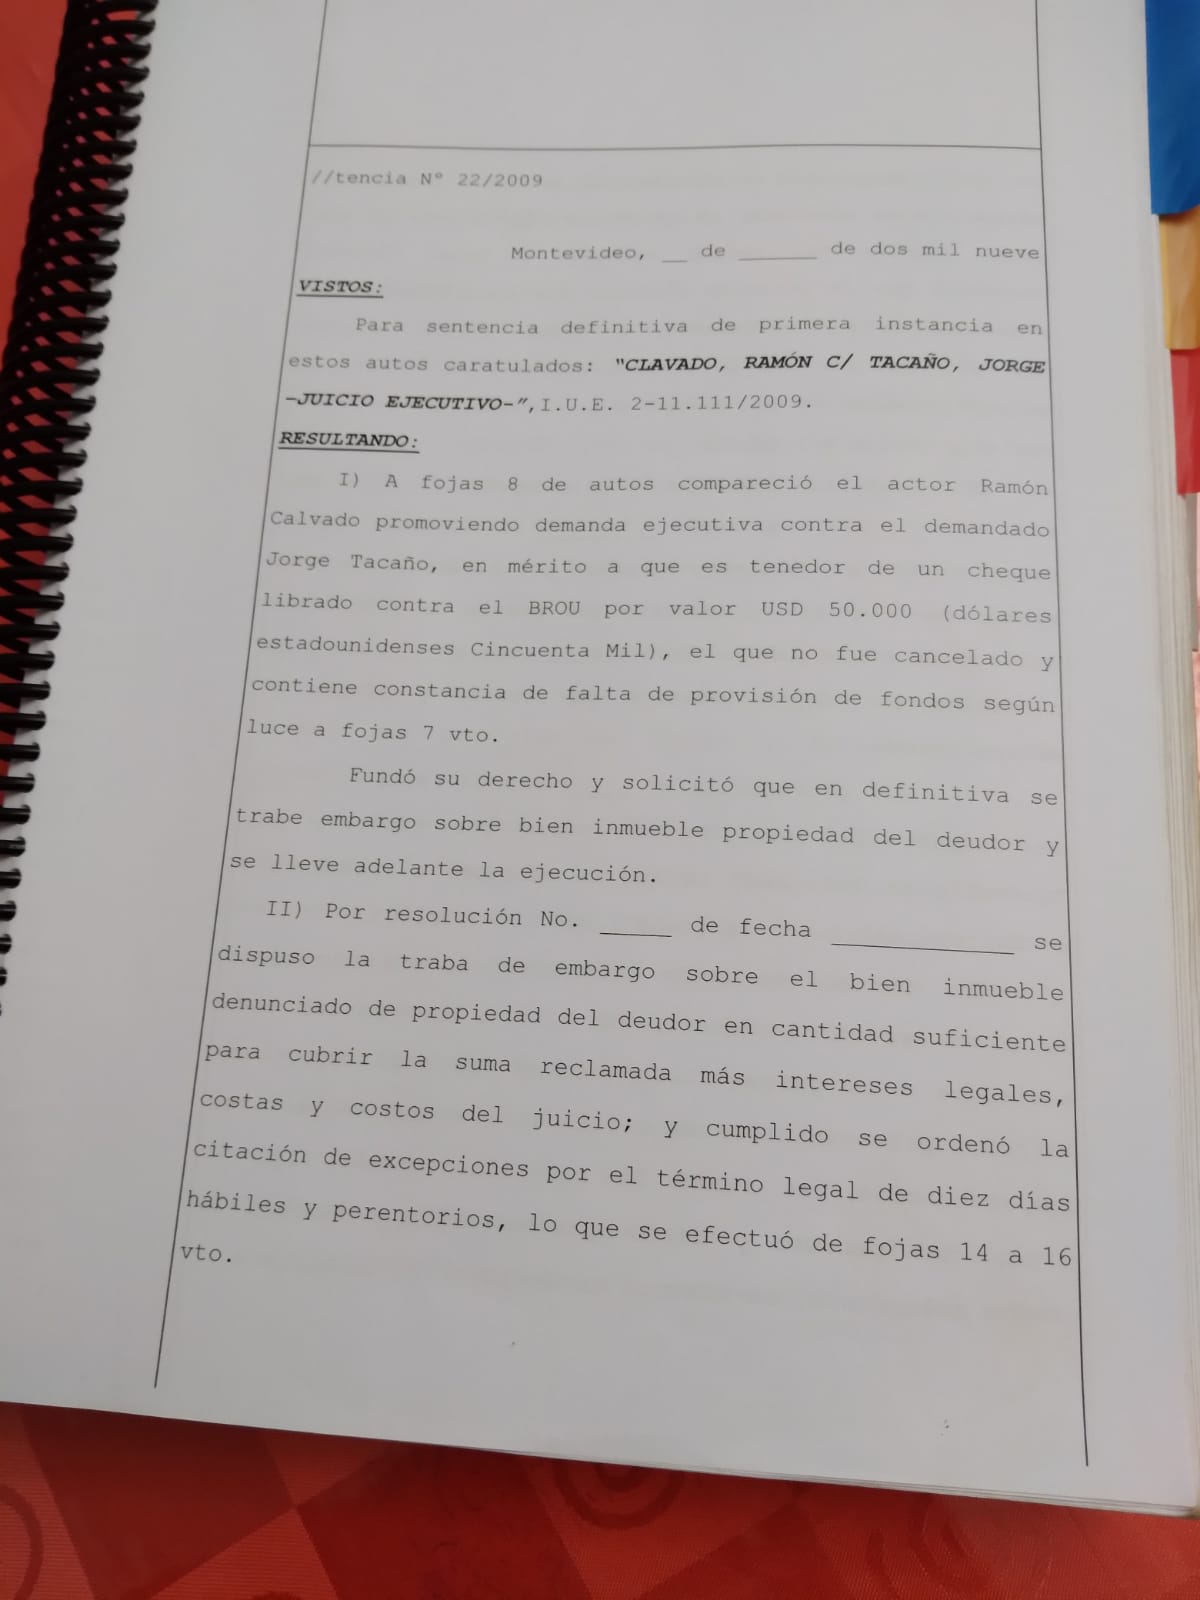 //tencia Nº 22/2009
Montevideo, __ de ______ de dos mil nueve
VISTOS:
Para sentencia definitiva de primera instancia en
estos autos caratulados: "CLAVADO, RAMÓN C/ TACAÑO, JORGE
-JUICIO EJECUTIVO-", I.U.E. 2-11.111/2009.
RESULTANDO:
I) A fojas 8 de autos compareció el actor Ramón
Calvado promoviendo demanda ejecutiva contra el demandado
Jorge Tacaño, en mérito a que es tenedor de un cheque
librado contra el BROU por valor USD 50.000 (dólares
estadounidenses Cincuenta Mil), el que no fue cancelado y
contiene constancia de falta de provisión de fondos según
luce a fojas 7 vto.
Fundó su derecho y solicitó que en definitiva se
trabe embargo sobre bien inmueble propiedad del deudor y
se lleve adelante la ejecución.
II) Por resolución No. _____ de fecha _____________ se
dispuso la traba de embargo sobre el bien inmueble
denunciado de propiedad del deudor en cantidad suficiente
para cubrir la suma reclamada más intereses legales,
costas y costos del juicio; y cumplido se ordenó la
citación de excepciones por el término legal de diez días
hábiles y perentorios, lo que se efectuó de fojas 14 a 16
vto.